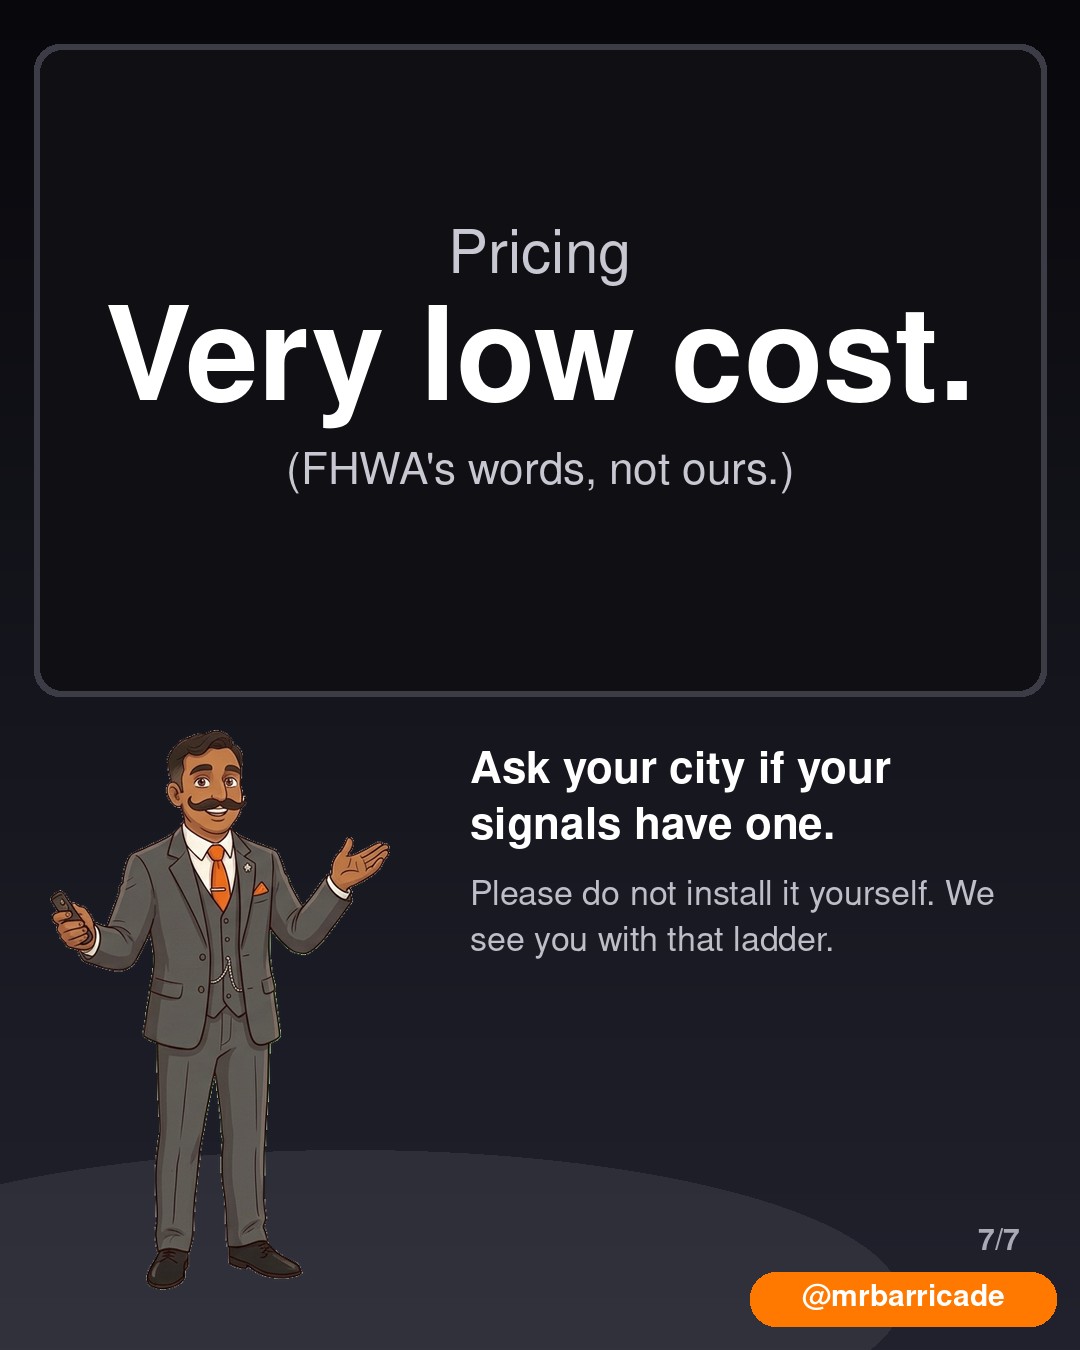 Pricing
Very low cost.
(FHWA's words, not ours.)
Ask your city if your
signals have one.
Please do not install it yourself. We
see you with that ladder.
7/7
@mrbarricade